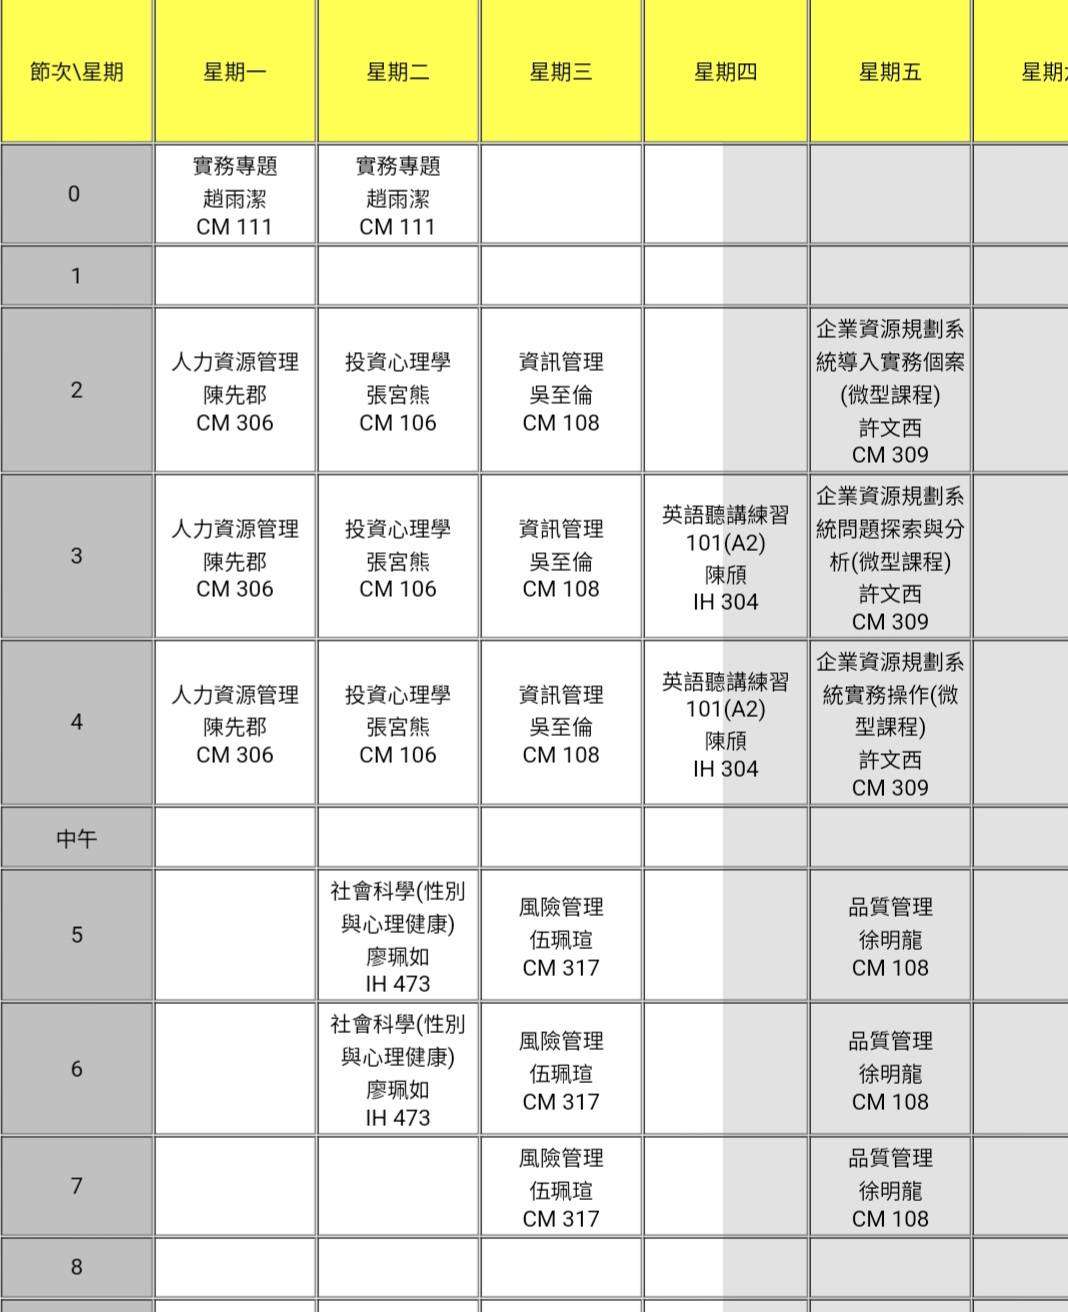 節次\星期
星期一
星期二
星期三
星期四
星期五
星期
0
實務專題
趙雨潔
CM 111
實務專題
趙雨潔
CM 111
1
2
人力資源管理
陳先郡
CM 306
投資心理學
張宮熊
CM 106
資訊管理
吳至倫
CM 108
企業資源規劃系
統導入實務個案
(微型課程)
許文西
CM 309
3
人力資源管理
陳先郡
CM 306
投資心理學
張宮熊
CM 106
資訊管理
吳至倫
CM 108
英語聽講練習
101(A2)
陳頎
IH 304
企業資源規劃系
統問題探索與分
析(微型課程)
許文西
CM 309
4
人力資源管理
陳先郡
CM 306
投資心理學
張宮熊
CM 106
資訊管理
吳至倫
CM 108
英語聽講練習
101(A2)
陳頎
IH 304
企業資源規劃系
統實務操作(微
型課程)
許文西
CM 309
中午
5
社會科學(性別
與心理健康)
廖珮如
IH 473
風險管理
伍珮瑄
CM 317
品質管理
徐明龍
CM 108
6
社會科學(性別
與心理健康)
廖珮如
IH 473
風險管理
伍珮瑄
CM 317
品質管理
徐明龍
CM 108
7
風險管理
伍珮瑄
CM 317
品質管理
徐明龍
CM 108
8